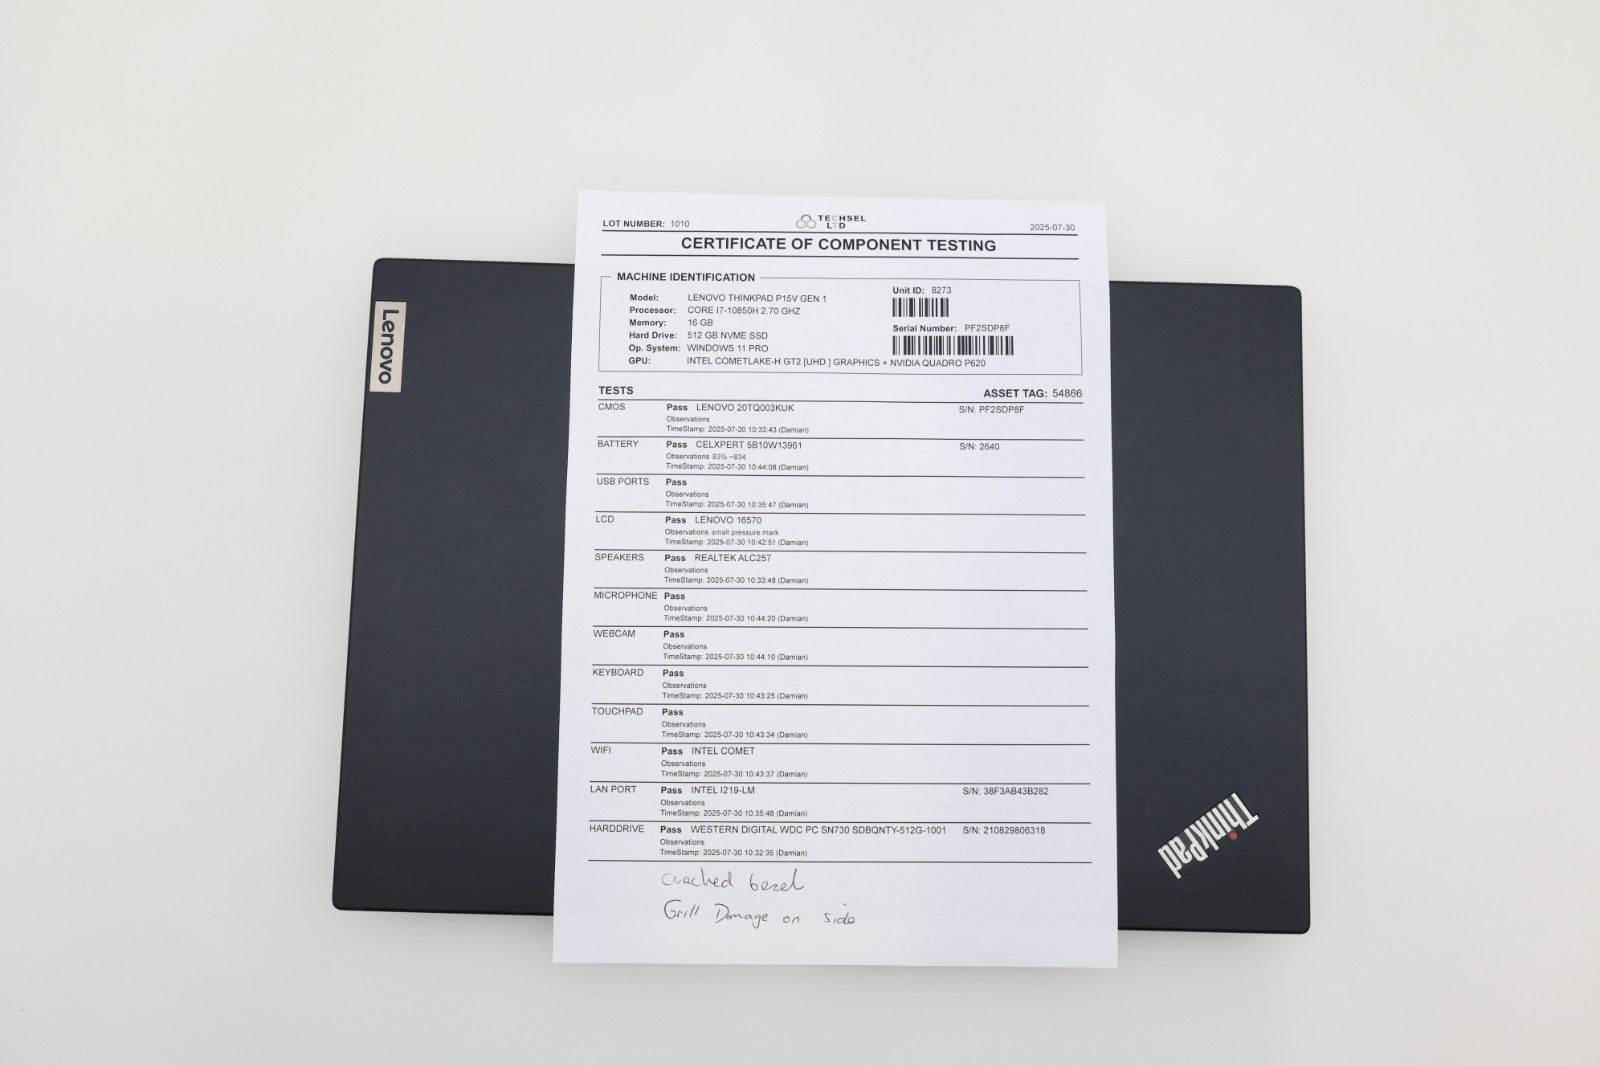 LOT NUMBER: 1010
TECHSEL
LTD
2025-07-30
CERTIFICATE OF COMPONENT TESTING
MACHINE IDENTIFICATION
Model: LENOVO THINKPAD P15V GEN 1
Processor: CORE I7-10850H 2.70 GHZ
Memory: 16 GB
Hard Drive: 512 GB NVME SSD
Op. System: WINDOWS 11 PRO
GPU: INTEL COMETLAKE-H GT2 [UHD ] GRAPHICS + NVIDIA QUADRO P620
Unit ID: 8273
Serial Number: PF2SDP8F
TESTS
ASSET TAG: 54866
CMOS Pass LENOVO 20TQ003KUK S/N: PF2SDP8F
Observations
TimeStamp: 2025-07-30 10:33:43 (Damian)
BATTERY Pass CELXPERT 5B10W13961 S/N: 2640
Observations 83% ~634
TimeStamp: 2025-07-30 10:44:08 (Damian)
USB PORTS Pass
Observations
TimeStamp: 2025-07-30 10:35:47 (Damian)
LCD Pass LENOVO 16570
Observations small pressure mark
TimeStamp: 2025-07-30 10:42:51 (Damian)
SPEAKERS Pass REALTEK ALC257
Observations
TimeStamp: 2025-07-30 10:33:48 (Damian)
MICROPHONE Pass
Observations
TimeStamp: 2025-07-30 10:44:20 (Damian)
WEBCAM Pass
Observations
TimeStamp: 2025-07-30 10:44:10 (Damian)
KEYBOARD Pass
Observations
TimeStamp: 2025-07-30 10:43:25 (Damian)
TOUCHPAD Pass
Observations
TimeStamp: 2025-07-30 10:43:34 (Damian)
WIFI Pass INTEL COMET
Observations
TimeStamp: 2025-07-30 10:43:37 (Damian)
LAN PORT Pass INTEL I219-LM S/N: 38F3AB43B282
Observations
TimeStamp: 2025-07-30 10:35:48 (Damian)
HARDDRIVE Pass WESTERN DIGITAL WDC PC SN730 SDBQNTY-512G-1001 S/N: 210829806318
Observations
TimeStamp: 2025-07-30 10:32:35 (Damian)
Cracked bezel
Grill Damage on side
Lenovo
ThinkPad